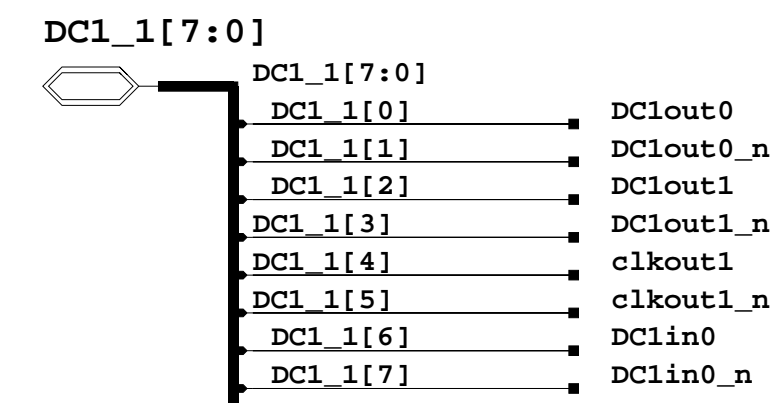 DC1_1[7:0]
DC1_1[7:0]
DC1_1[0] DC1out0
DC1_1[1] DC1out0_n
DC1_1[2] DC1out1
DC1_1[3] DC1out1_n
DC1_1[4] clkout1
DC1_1[5] clkout1_n
DC1_1[6] DC1in0
DC1_1[7] DC1in0_n